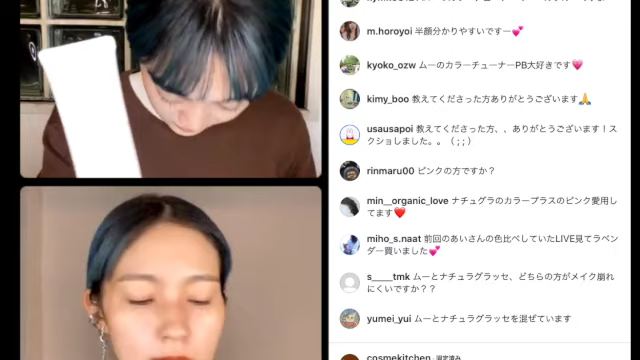 m.horoyoi 半顔分かりやすいですー💕
kyoko_ozw ムーのカラーチューナーPB大好きです💗
kimy_boo 教えてくださった方ありがとうございます🙏
usausapoi 教えてくださった方、、ありがとうございます！ス
クショしました。。（ ; ; ）
rinmaru00 ピンクの方ですか？
min__organic_love ナチュグラのカラープラスのピンク愛用し
てます❤️
miho_s.naat 前回のあいさんの色比べしていたLIVE見てラベン
ダー買いました💕
s_____tmk ムーとナチュラグラッセ、どちらの方がメイク崩れ
にくいですか？？
yumei_yui ムーとナチュラグラッセを混ぜています
cosmekitchen 固定済み